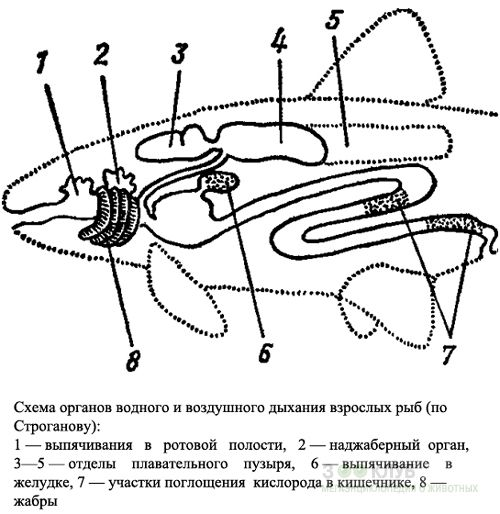 1 2 3 4 5
8 6 7
Схема органов водного и воздушного дыхания взрослых рыб (по
Строганову):
1 — выпячивания в ротовой полости, 2 — наджаберный орган,
3—5 — отделы плавательного пузыря, 6 — выпячивание в
желудке, 7 — участки поглощения кислорода в кишечнике, 8 —
жабры
ЗООКЛУБ